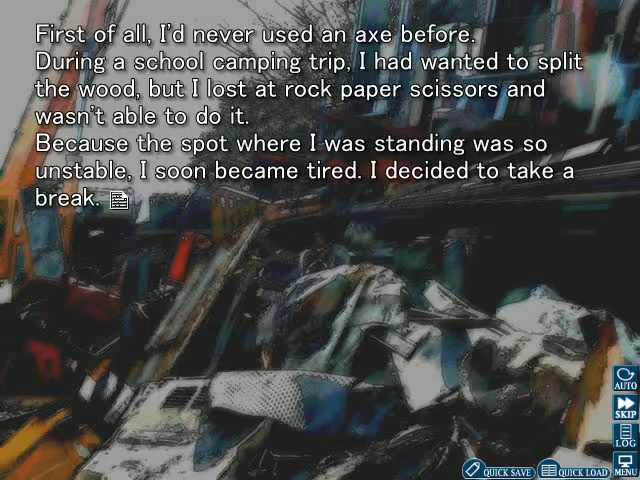 First of all, I'd never used an axe before.
During a school camping trip, I had wanted to split
the wood, but I lost at rock paper scissors and
wasn't able to do it.
Because the spot where I was standing was so
unstable, I soon became tired. I decided to take a
break.
AUTO
SKIP
LOG
MENU
QUICK SAVE
QUICK LOAD